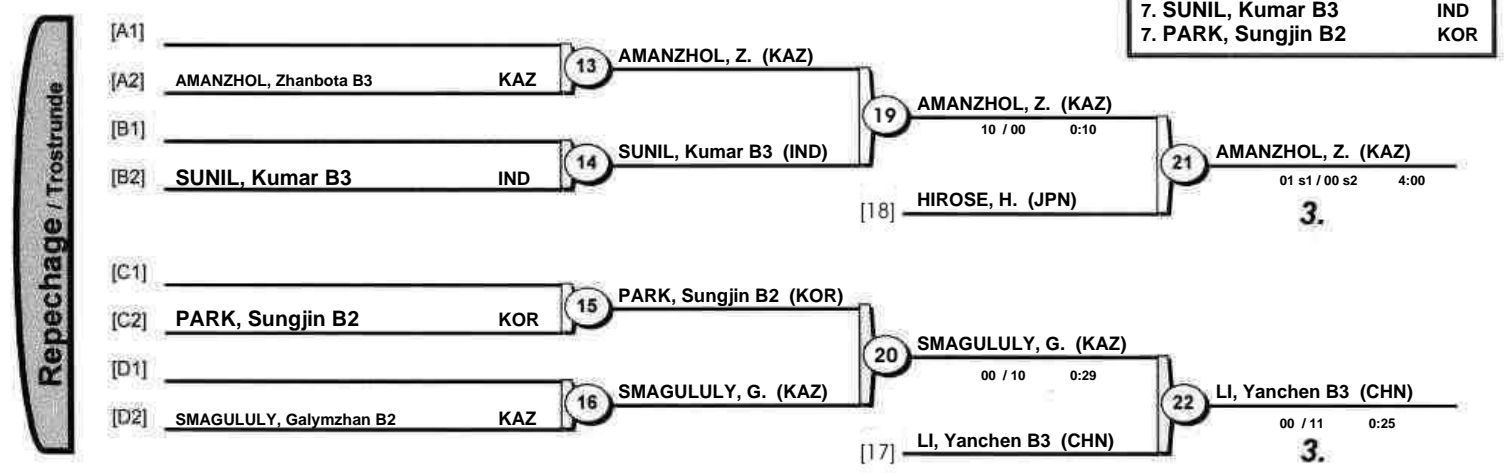 7. SUNIL, Kumar B3 IND
7. PARK, Sungjin B2 KOR
Repechage / Trostrunde
[A1]
[A2] AMANZHOL, Zhanbota B3 KAZ
13 AMANZHOL, Z. (KAZ)
[B1]
[B2] SUNIL, Kumar B3 IND
14 SUNIL, Kumar B3 (IND)
19 AMANZHOL, Z. (KAZ)
10 / 00 0:10
[18] HIROSE, H. (JPN)
21 AMANZHOL, Z. (KAZ)
01 s1 / 00 s2 4:00
3.
[C1]
[C2] PARK, Sungjin B2 KOR
15 PARK, Sungjin B2 (KOR)
[D1]
[D2] SMAGULULY, Galymzhan B2 KAZ
16 SMAGULULY, G. (KAZ)
20 SMAGULULY, G. (KAZ)
00 / 10 0:29
[17] LI, Yanchen B3 (CHN)
22 LI, Yanchen B3 (CHN)
00 / 11 0:25
3.